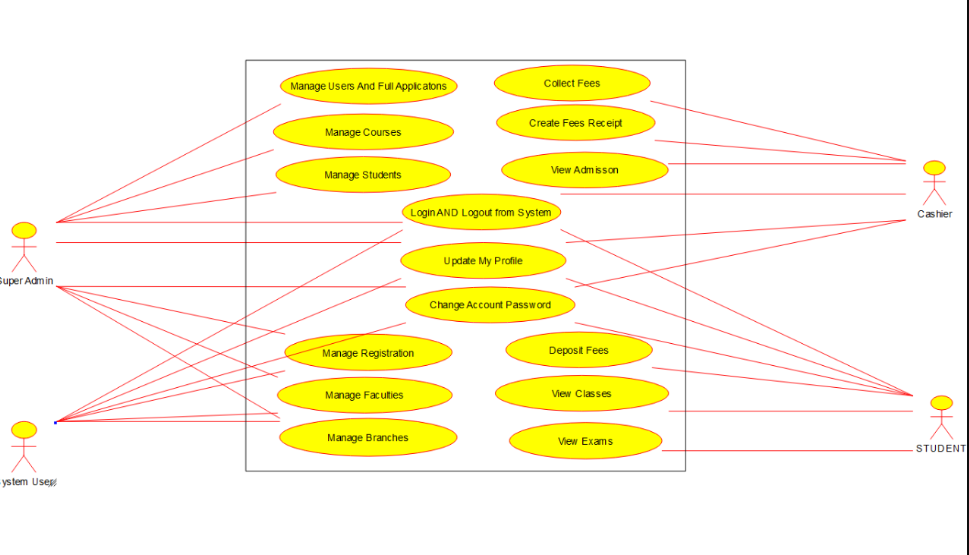 Manage Users And Full Applicatons
Collect Fees
Manage Courses
Create Fees Receipt
Manage Students
View Admisson
Login AND Logout from System
Cashier
Update My Profile
uper Admin
Change Account Password
Manage Registration
Deposit Fees
Manage Faculties
View Classes
Manage Branches
View Exams
STUDENT
ystem User